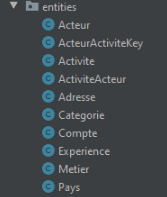 entities
Acteur
ActeurActiviteKey
Activite
ActiviteActeur
Adresse
Categorie
Compte
Experience
Metier
Pays